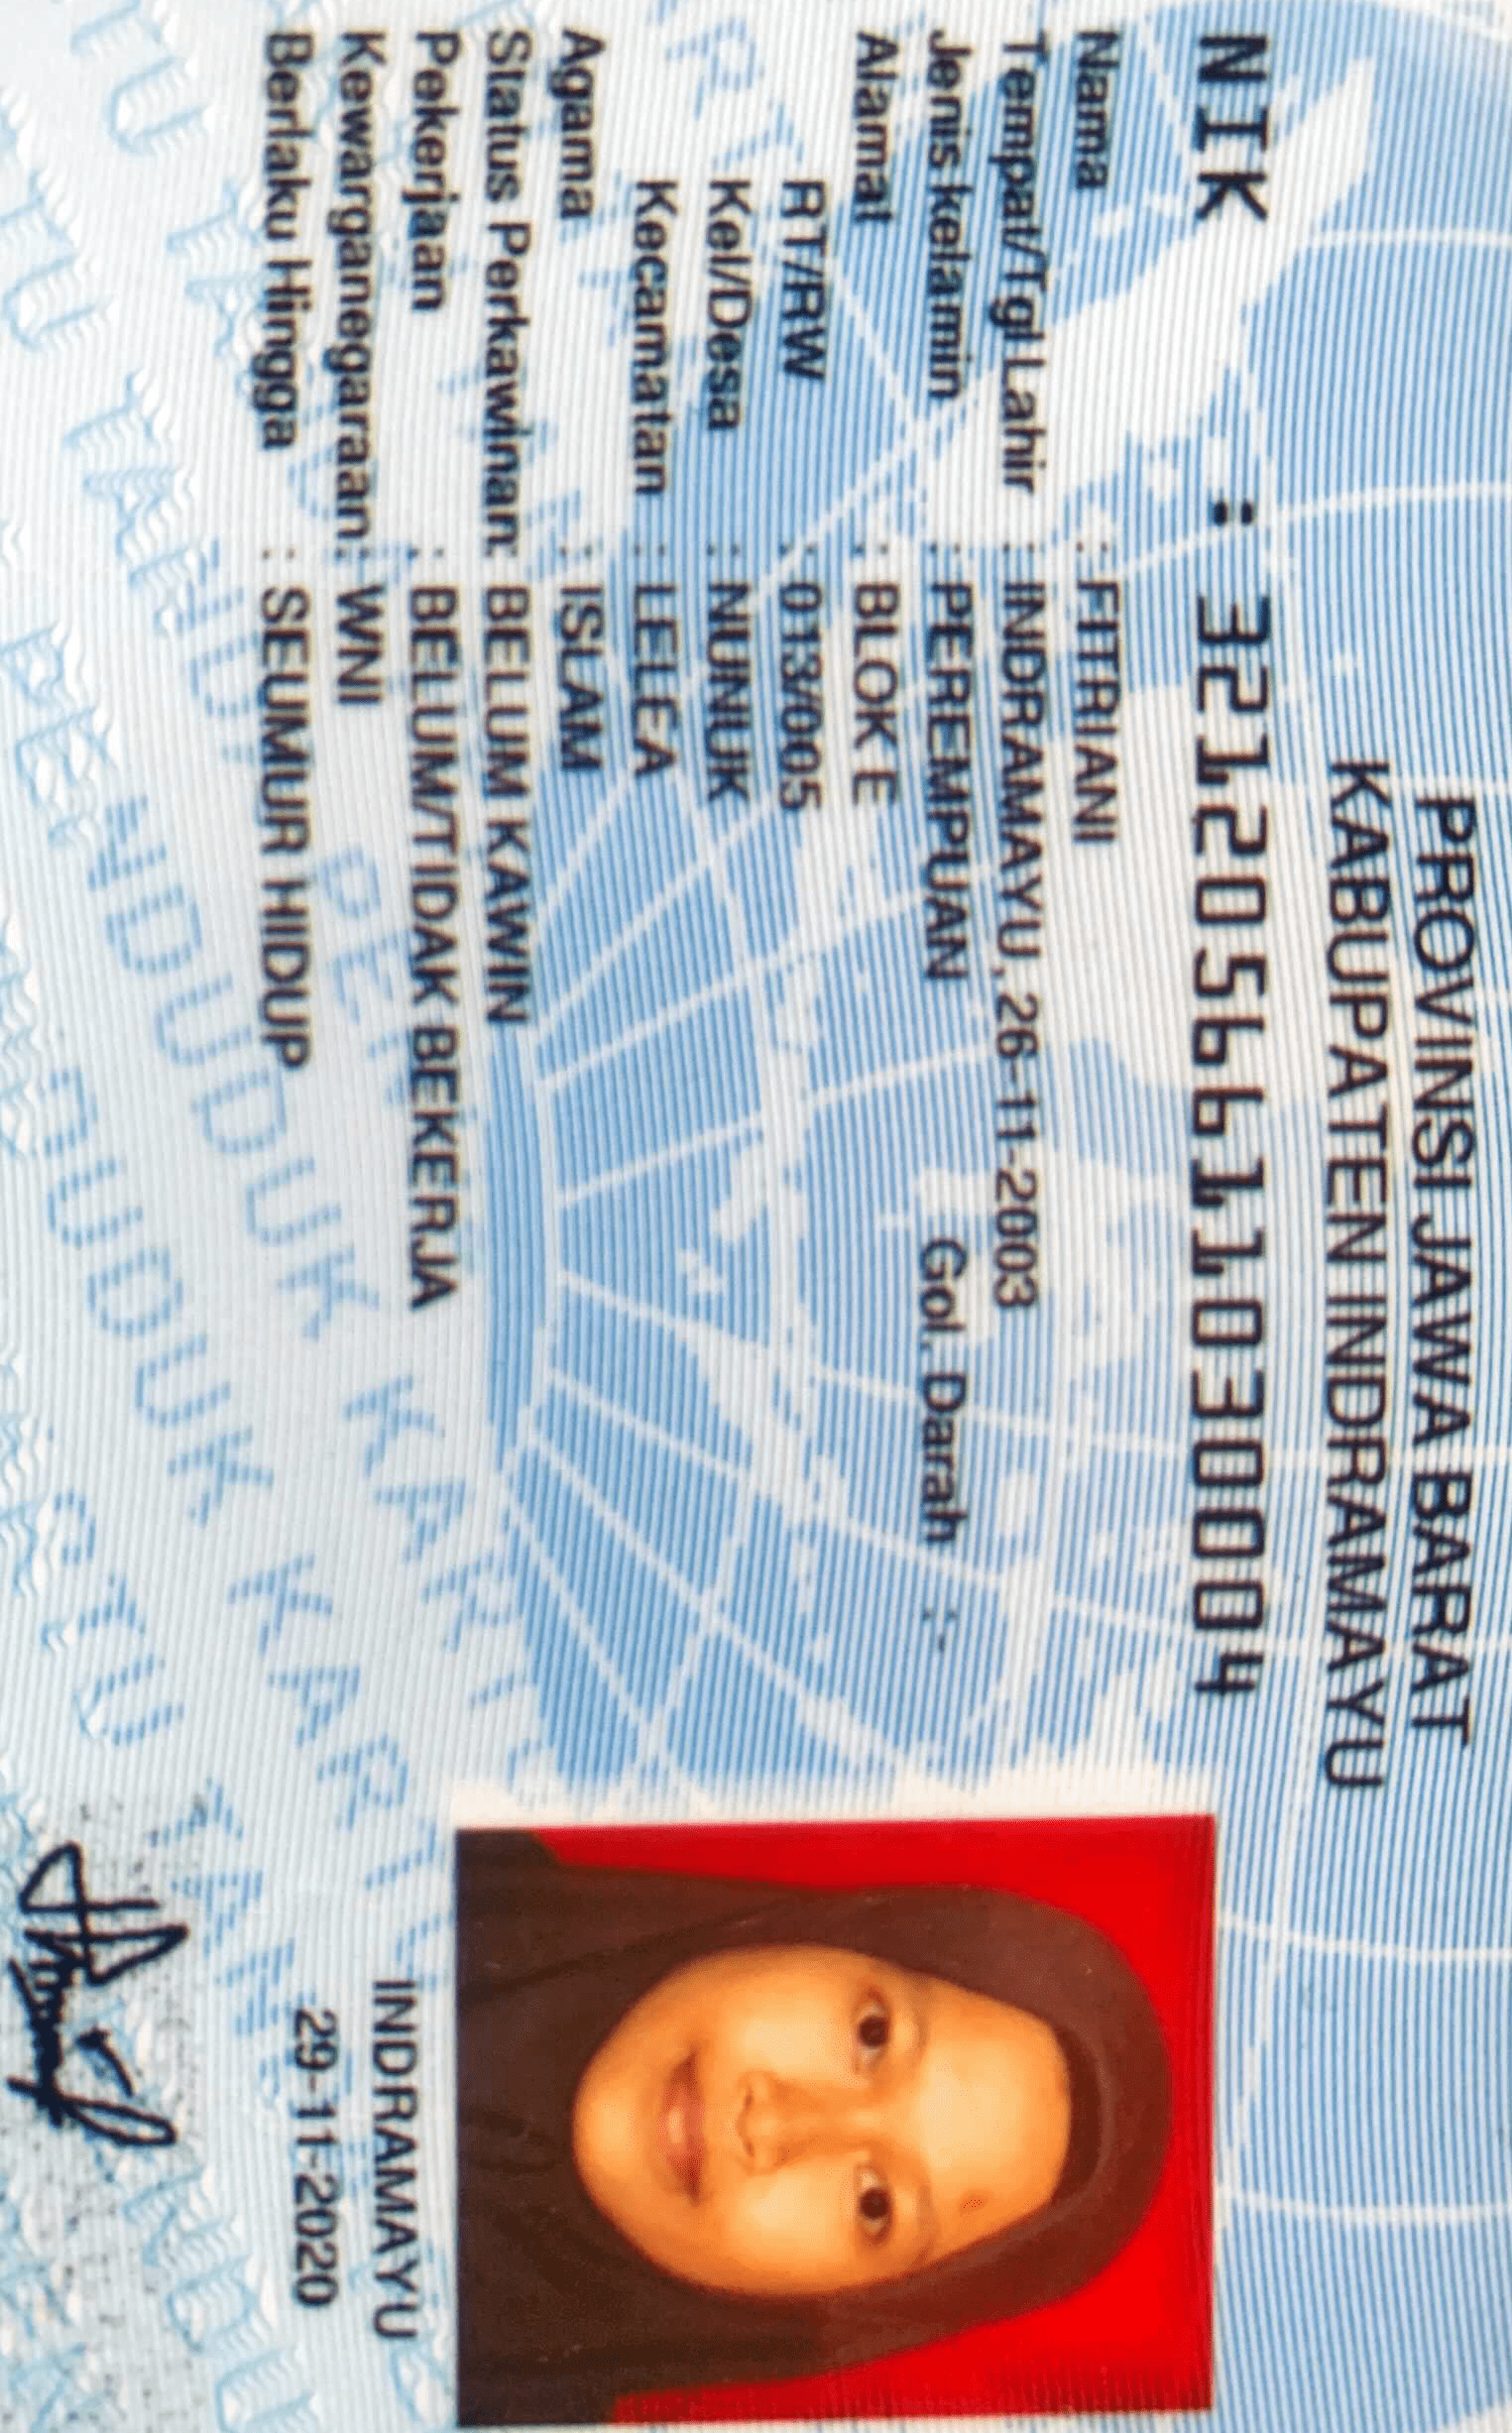 PROVINSI JAWA BARAT
KABUPATEN INDRAMAYU
NIK : 3212056611030004
Nama : FITRIANI
Tempat/Tgl Lahir : INDRAMAYU, 26-11-2003
Jenis kelamin : PEREMPUAN Gol. Darah : -
Alamat : BLOK E
RT/RW : 013/005
Kel/Desa : NUNUK
Kecamatan : LELEA
Agama : ISLAM
Status Perkawinan: BELUM KAWIN
Pekerjaan : BELUM/TIDAK BEKERJA
Kewarganegaraan: WNI
Berlaku Hingga : SEUMUR HIDUP
INDRAMAYU
29-11-2020